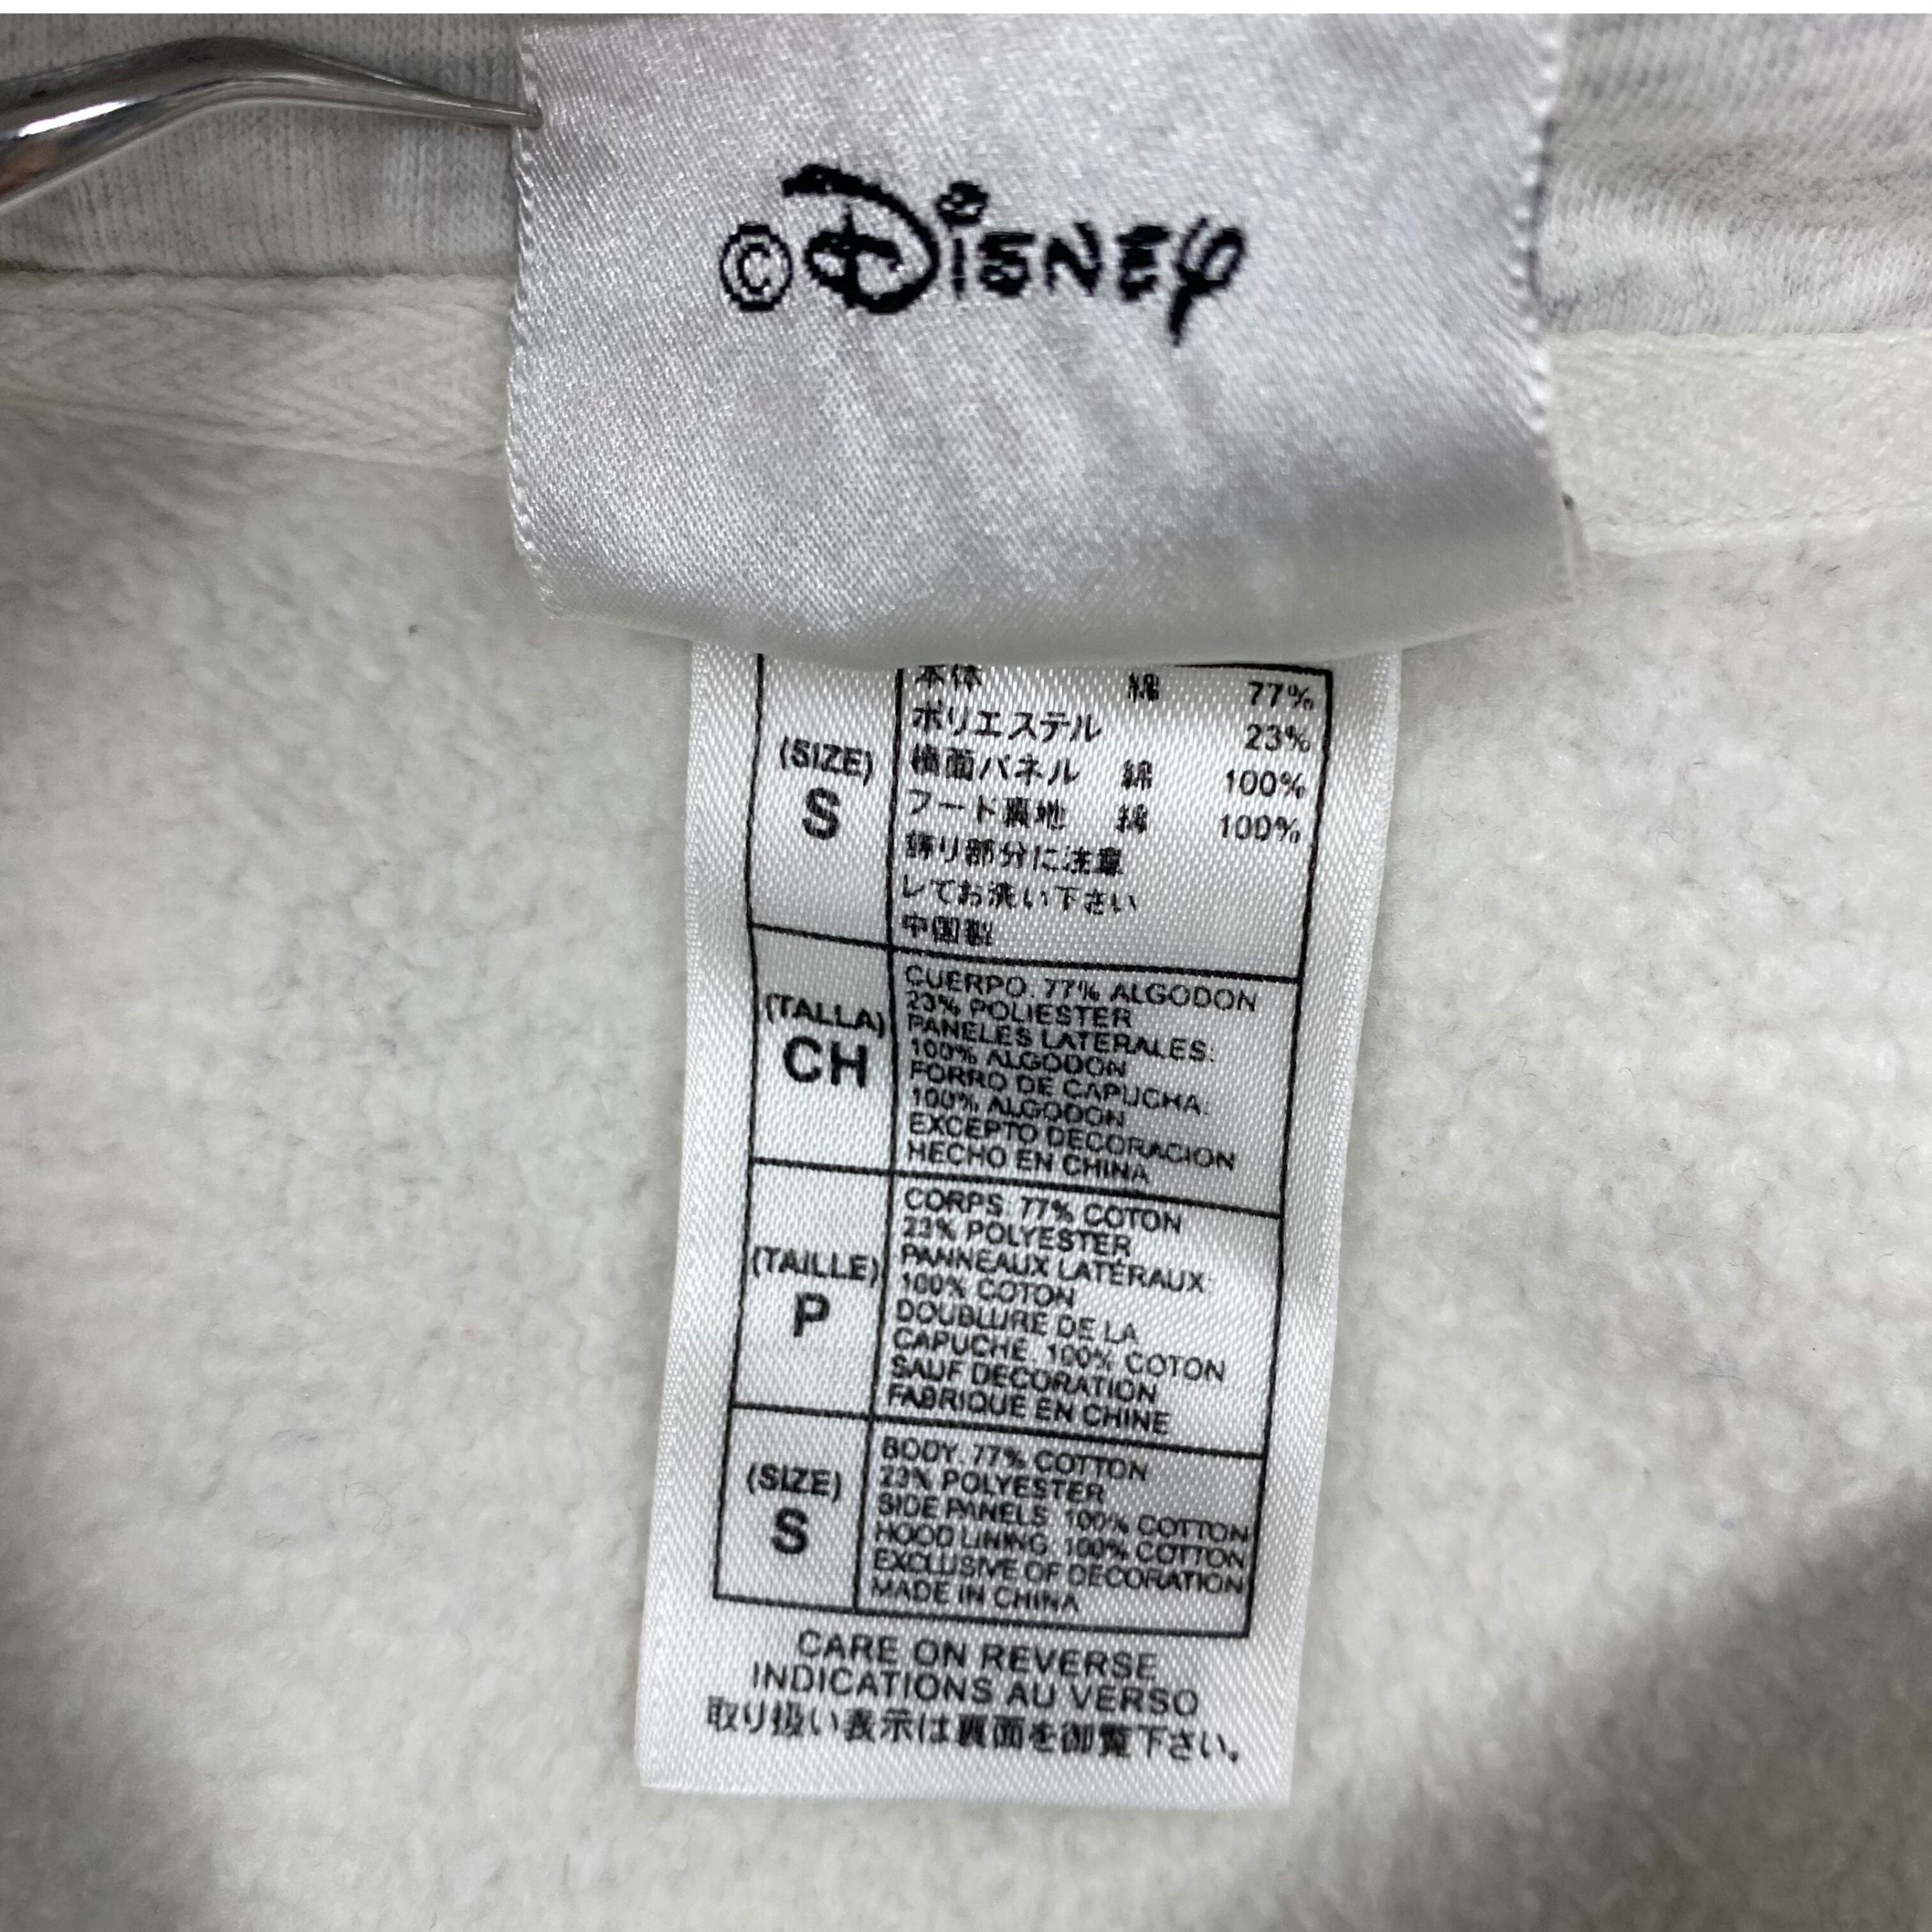 ©Disney
(SIZE)
S
本体 綿 77%
ポリエステル 23%
横面パネル 綿 100%
フード裏地 綿 100%
飾り部分に注意
してお洗い下さい
中国製
(TALLA)
CH
CUERPO: 77% ALGODON
23% POLIESTER
PANELES LATERALES:
100% ALGODON
FORRO DE CAPUCHA:
100% ALGODON
EXCEPTO DECORACION
HECHO EN CHINA
(TAILLE)
P
CORPS: 77% COTON
23% POLYESTER
PANNEAUX LATÉRAUX:
100% COTON
DOUBLURE DE LA
CAPUCHE: 100% COTON
SAUF DECORATION
FABRIQUE EN CHINE
(SIZE)
S
BODY: 77% COTTON
23% POLYESTER
SIDE PANELS: 100% COTTON
HOOD LINING: 100% COTTON
EXCLUSIVE OF DECORATION
MADE IN CHINA
CARE ON REVERSE
INDICATIONS AU VERSO
取り扱い表示は裏面を御覧下さい。